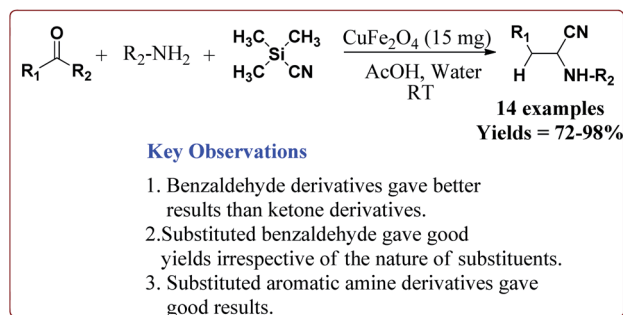 O
R₁ R₂ + R₂-NH₂ + H₃C CH₃ Si H₃C CN
CuFe₂O₄ (15 mg)
AcOH, Water
RT
R₁ CN
H NH-R₂
14 examples
Yields = 72-98%
Key Observations
1. Benzaldehyde derivatives gave better
results than ketone derivatives.
2.Substituted benzaldehyde gave good
yields irrespective of the nature of substituents.
3. Substituted aromatic amine derivatives gave
good results.